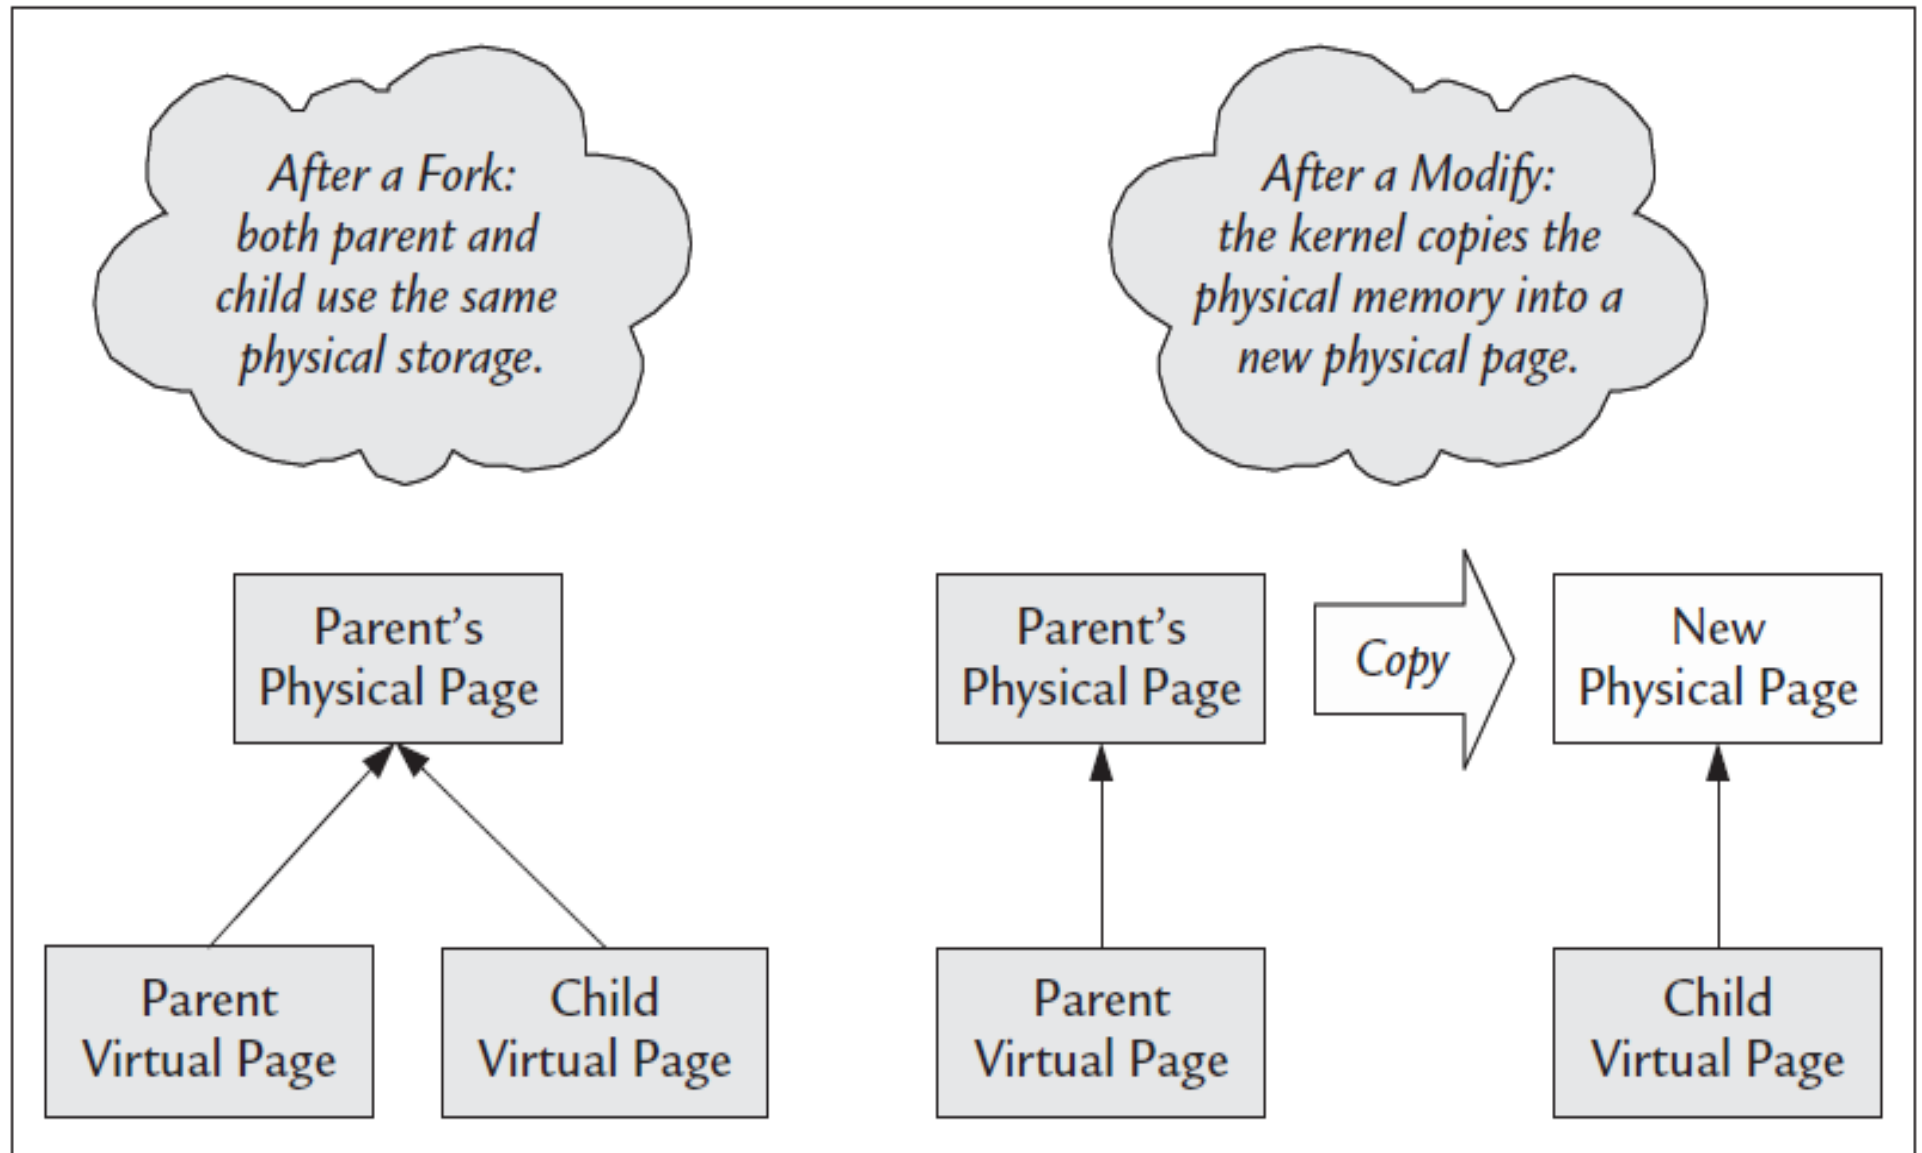 After a Fork:
both parent and
child use the same
physical storage.
After a Modify:
the kernel copies the
physical memory into a
new physical page.
Parent’s
Physical Page
Parent’s
Physical Page
Copy
New
Physical Page
Parent
Virtual Page
Child
Virtual Page
Parent
Virtual Page
Child
Virtual Page